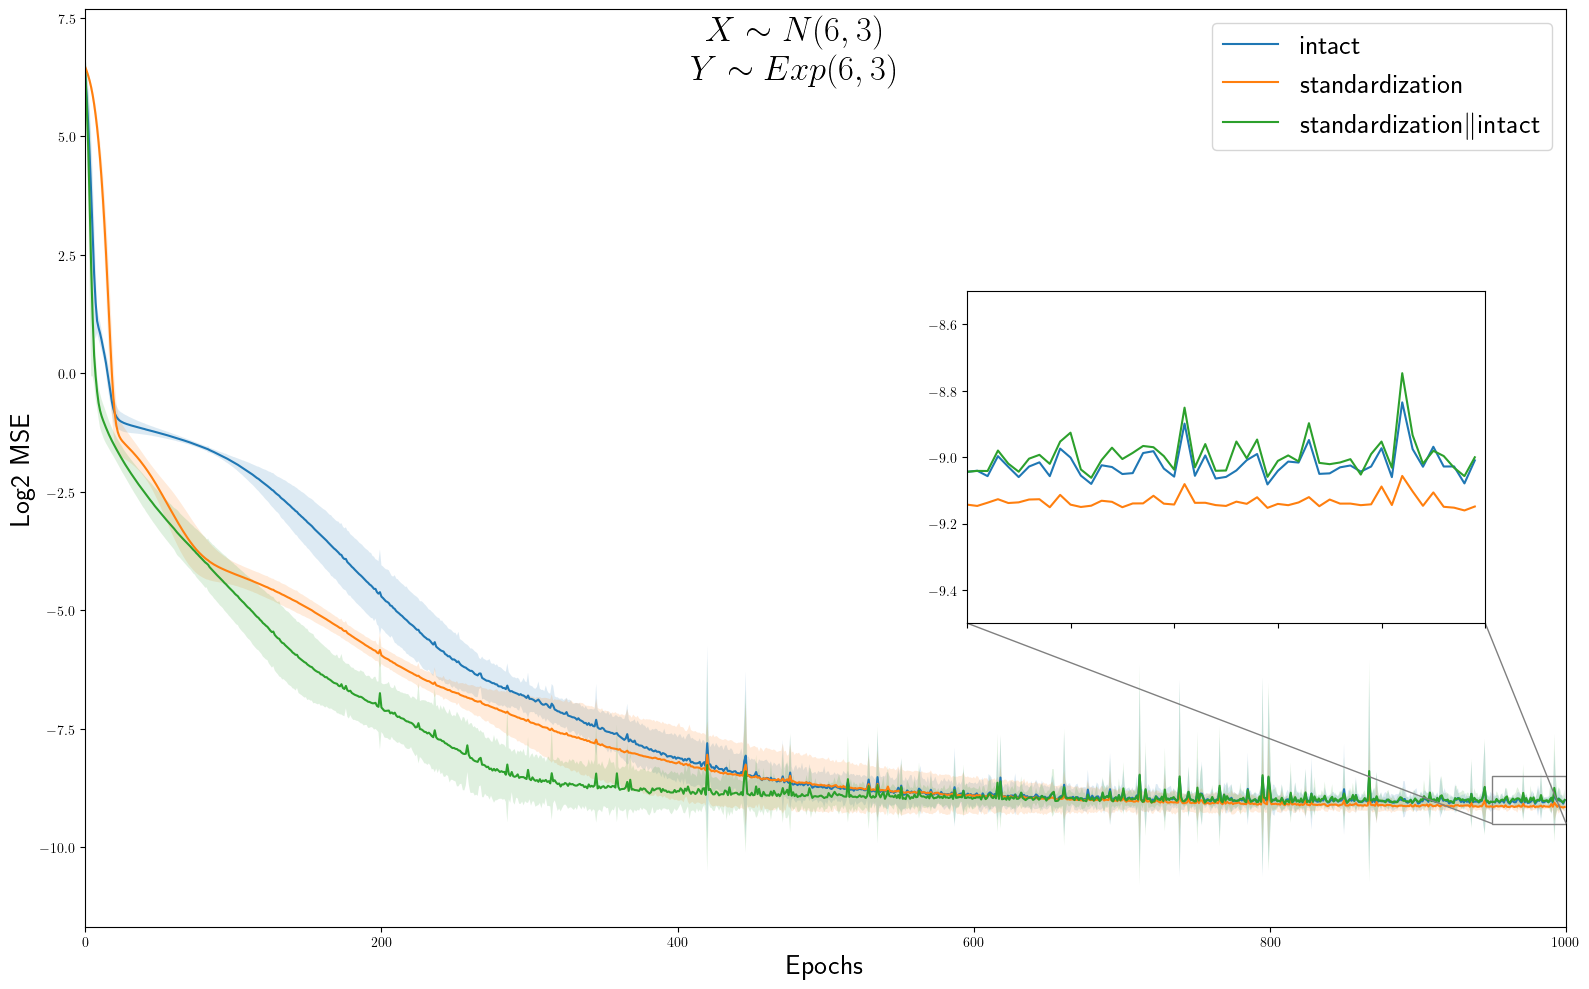 X ∼ N(6, 3)
Y ∼ Exp(6, 3)
intact
standardization
standardization||intact
7.5
5.0
2.5
0.0
−2.5
−5.0
−7.5
−10.0
Log2 MSE
−8.6
−8.8
−9.0
−9.2
−9.4
0
200
400
600
800
1000
Epochs